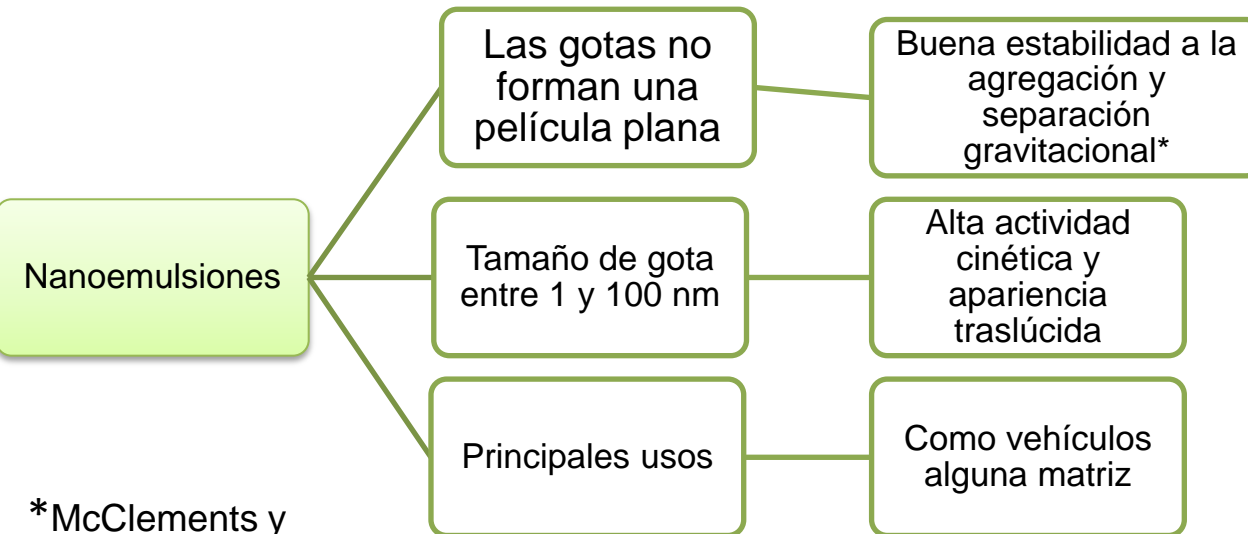 Las gotas no
forman una
película plana
Buena estabilidad a la
agregación y
separación
gravitacional*
Nanoemulsiones
Tamaño de gota
entre 1 y 100 nm
Alta actividad
cinética y
apariencia
traslúcida
Principales usos
Como vehículos
alguna matriz
*McClements y